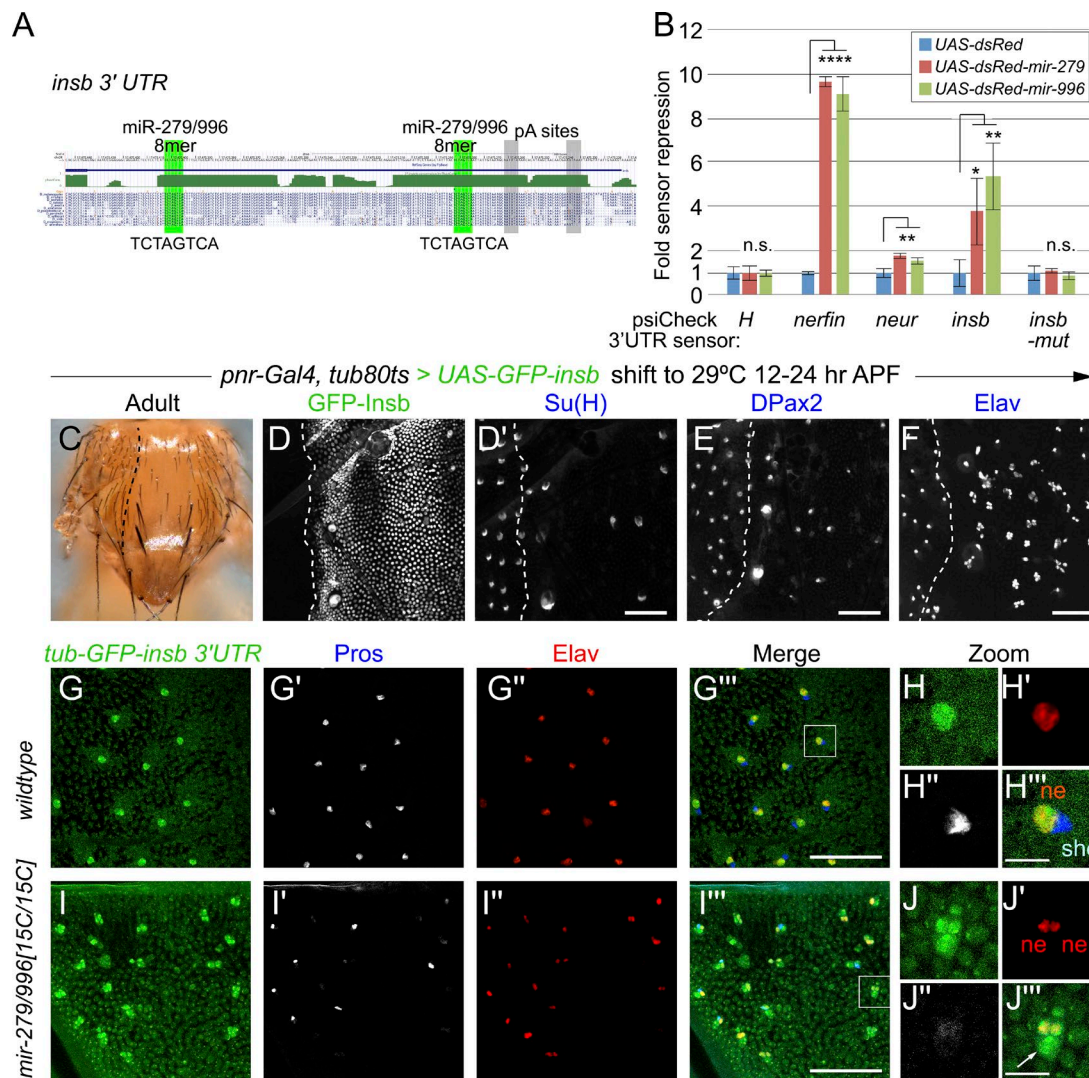 A
insb 3' UTR
miR-279/996
8mer
miR-279/996
8mer
pA sites
TCTAGTCA
TCTAGTCA
B
Fold sensor repression
12
10
8
6
4
2
1
0
UAS-dsRed
UAS-dsRed-mir-279
UAS-dsRed-mir-996
n.s.
****
**
*
**
n.s.
psiCheck
3'UTR sensor:
H
nerfin
neur
insb
insb
-mut
pnr-Gal4, tub80ts > UAS-GFP-insb shift to 29ºC 12-24 hr APF
Adult
GFP-Insb
Su(H)
DPax2
Elav
C
D
D'
E
F
tub-GFP-insb 3'UTR
Pros
Elav
Merge
Zoom
wildtype
G
G'
G''
G'''
H
H'
H''
H'''
ne
sho
mir-279/996[15C/15C]
I
I'
I''
I'''
J
J'
ne ne
J''
J'''